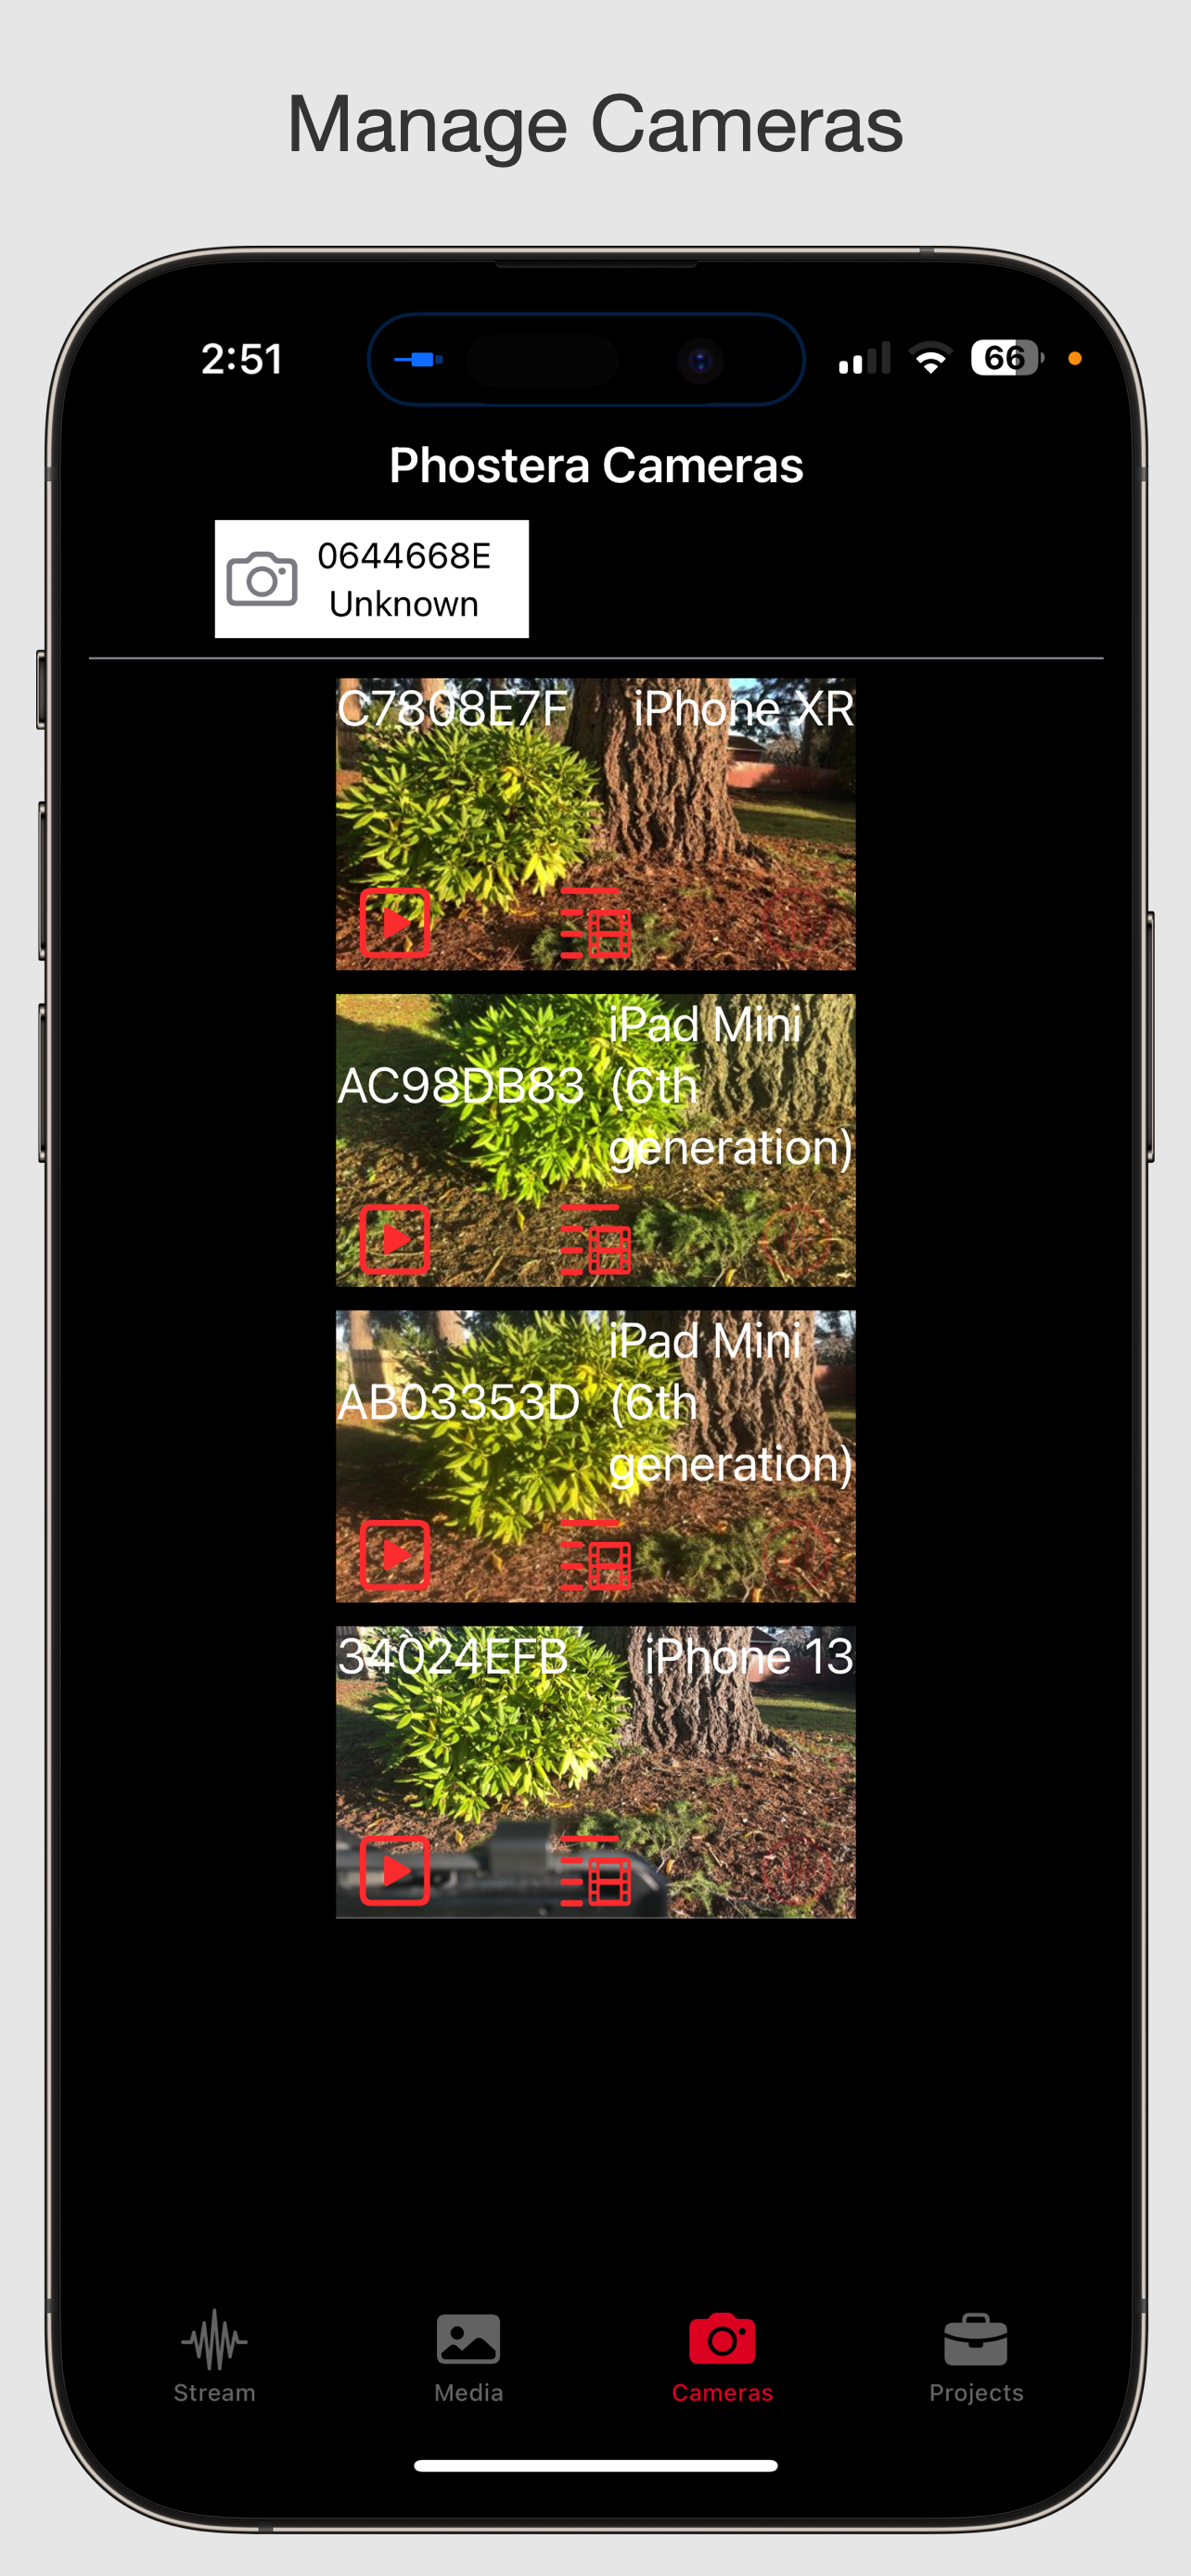 Manage Cameras
2:51
66
Phostera Cameras
0644668E
Unknown
C7808E7F iPhone XR
iPad Mini
AC98DB83 (6th
generation)
iPad Mini
AB03353D (6th
generation)
34024EFB iPhone 13
Stream Media Cameras Projects